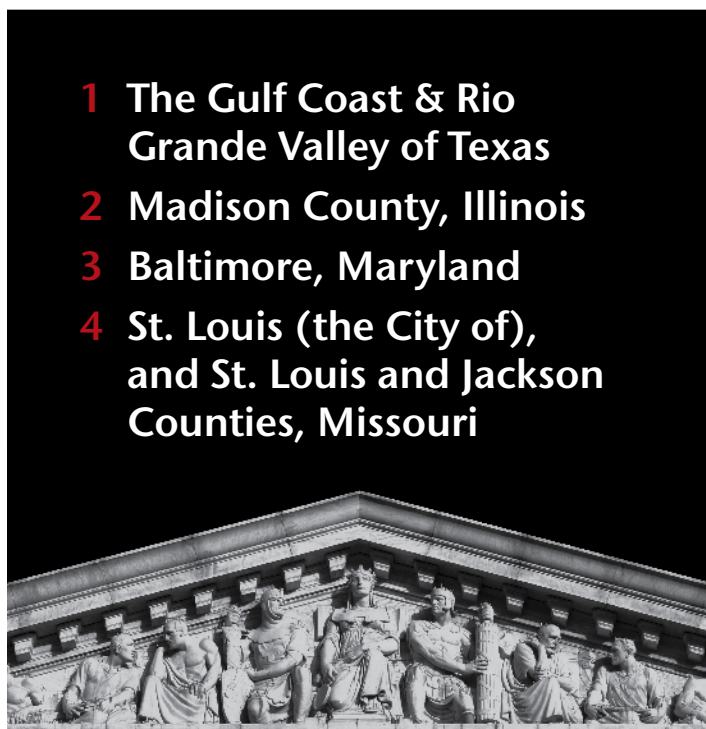 1 The Gulf Coast & Rio
Grande Valley of Texas
2 Madison County, Illinois
3 Baltimore, Maryland
4 St. Louis (the City of),
and St. Louis and Jackson
Counties, Missouri